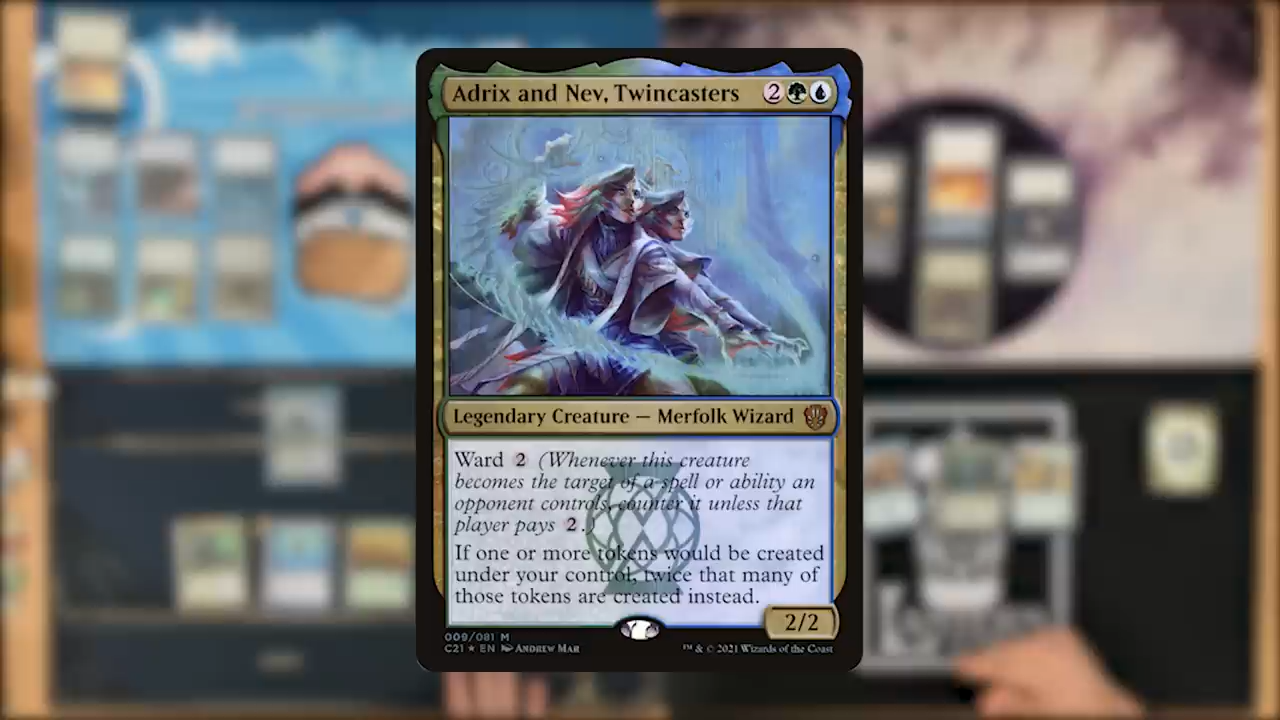 Adrix and Nev, Twincasters 2
Legendary Creature — Merfolk Wizard
Ward 2 (Whenever this creature
becomes the target of a spell or ability an
opponent controls, counter it unless that
player pays 2.)
If one or more tokens would be created
under your control, twice that many of
those tokens are created instead.
2/2
009/081 M
C21 ★ EN Andrew Mar
™ & © 2021 Wizards of the Coast